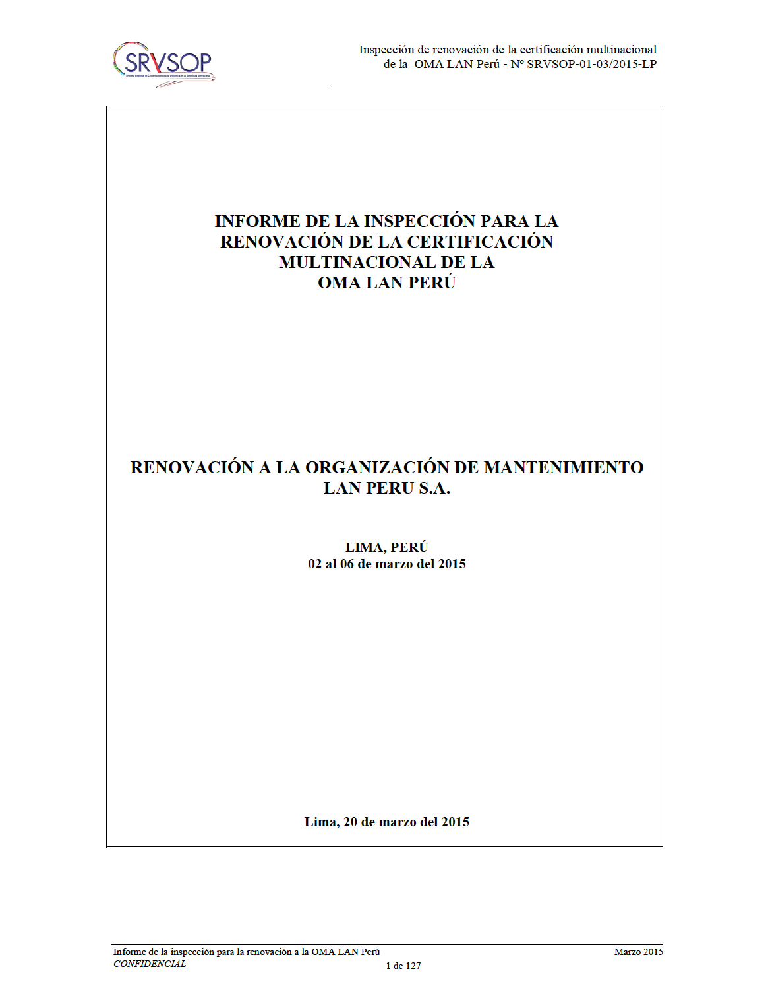 SRVSOP
Sistema Regional de Cooperación para la Vigilancia de la Seguridad Operacional
Inspección de renovación de la certificación multinacional
de la OMA LAN Perú - Nº SRVSOP-01-03/2015-LP
INFORME DE LA INSPECCIÓN PARA LA
RENOVACIÓN DE LA CERTIFICACIÓN
MULTINACIONAL DE LA
OMA LAN PERÚ
RENOVACIÓN A LA ORGANIZACIÓN DE MANTENIMIENTO
LAN PERU S.A.
LIMA, PERÚ
02 al 06 de marzo del 2015
Lima, 20 de marzo del 2015
Informe de la inspección para la renovación a la OMA LAN Perú
Marzo 2015
CONFIDENCIAL
1 de 127